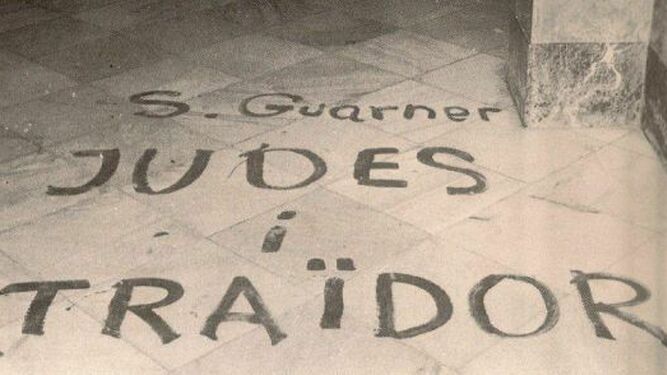 S. Guarner
JUDES
i
TRAÏDOR